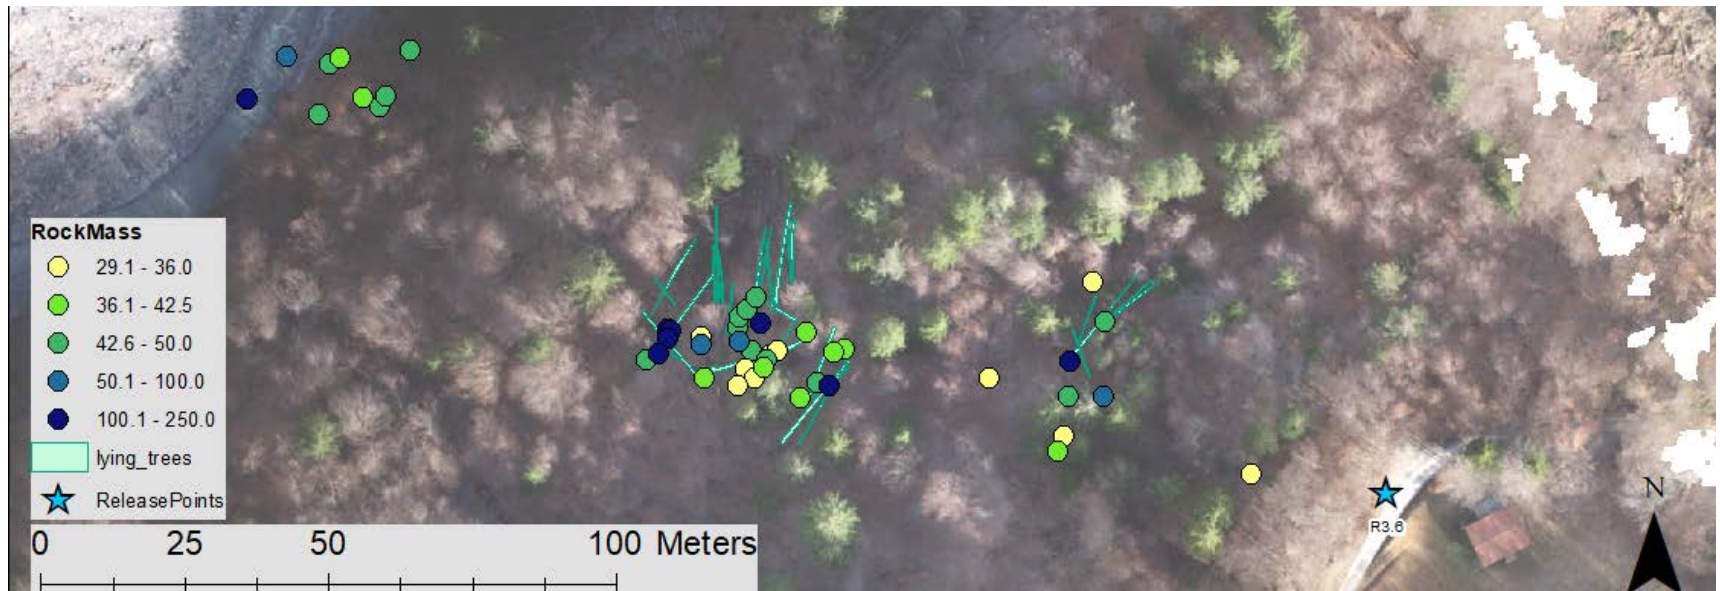 RockMass
29.1 - 36.0
36.1 - 42.5
42.6 - 50.0
50.1 - 100.0
100.1 - 250.0
lying_trees
ReleasePoints
0 25 50 100 Meters
R3.6
N